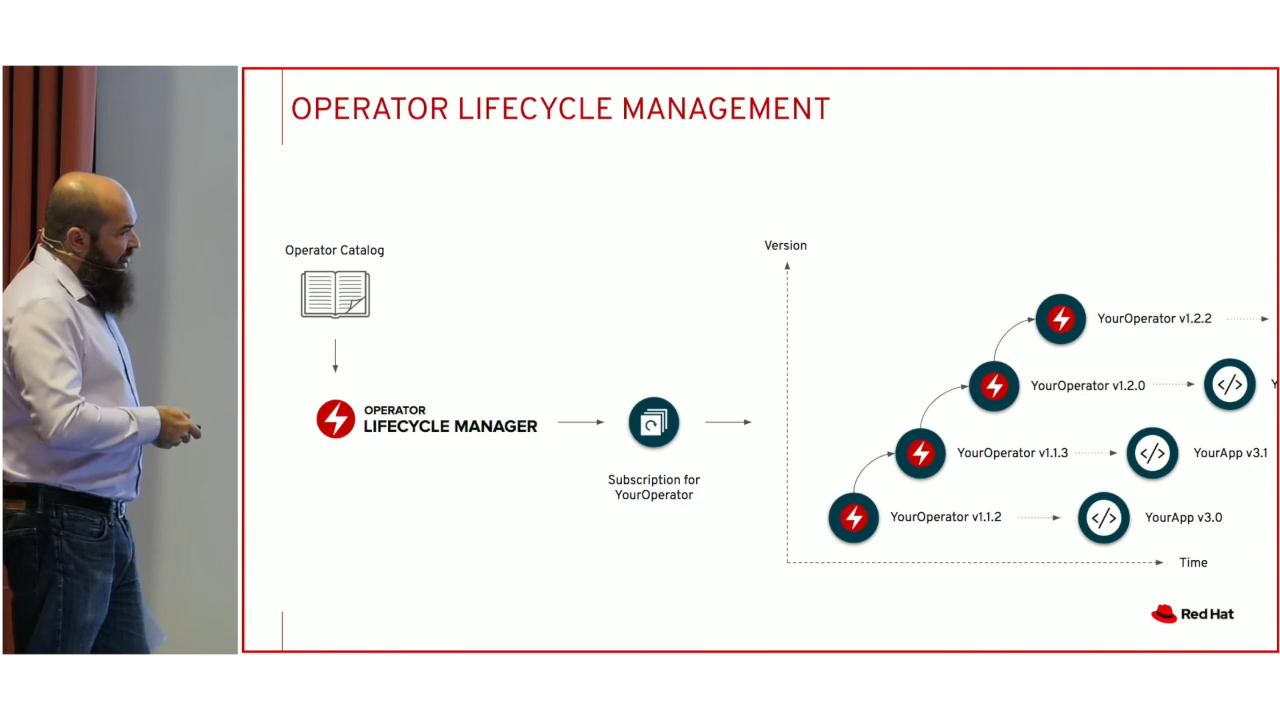 OPERATOR LIFECYCLE MANAGEMENT
Operator Catalog
OPERATOR
LIFECYCLE MANAGER
Subscription for
YourOperator
Version
YourOperator v1.2.2
YourOperator v1.2.0
YourOperator v1.1.3
YourApp v3.1
YourOperator v1.1.2
YourApp v3.0
Time
Red Hat